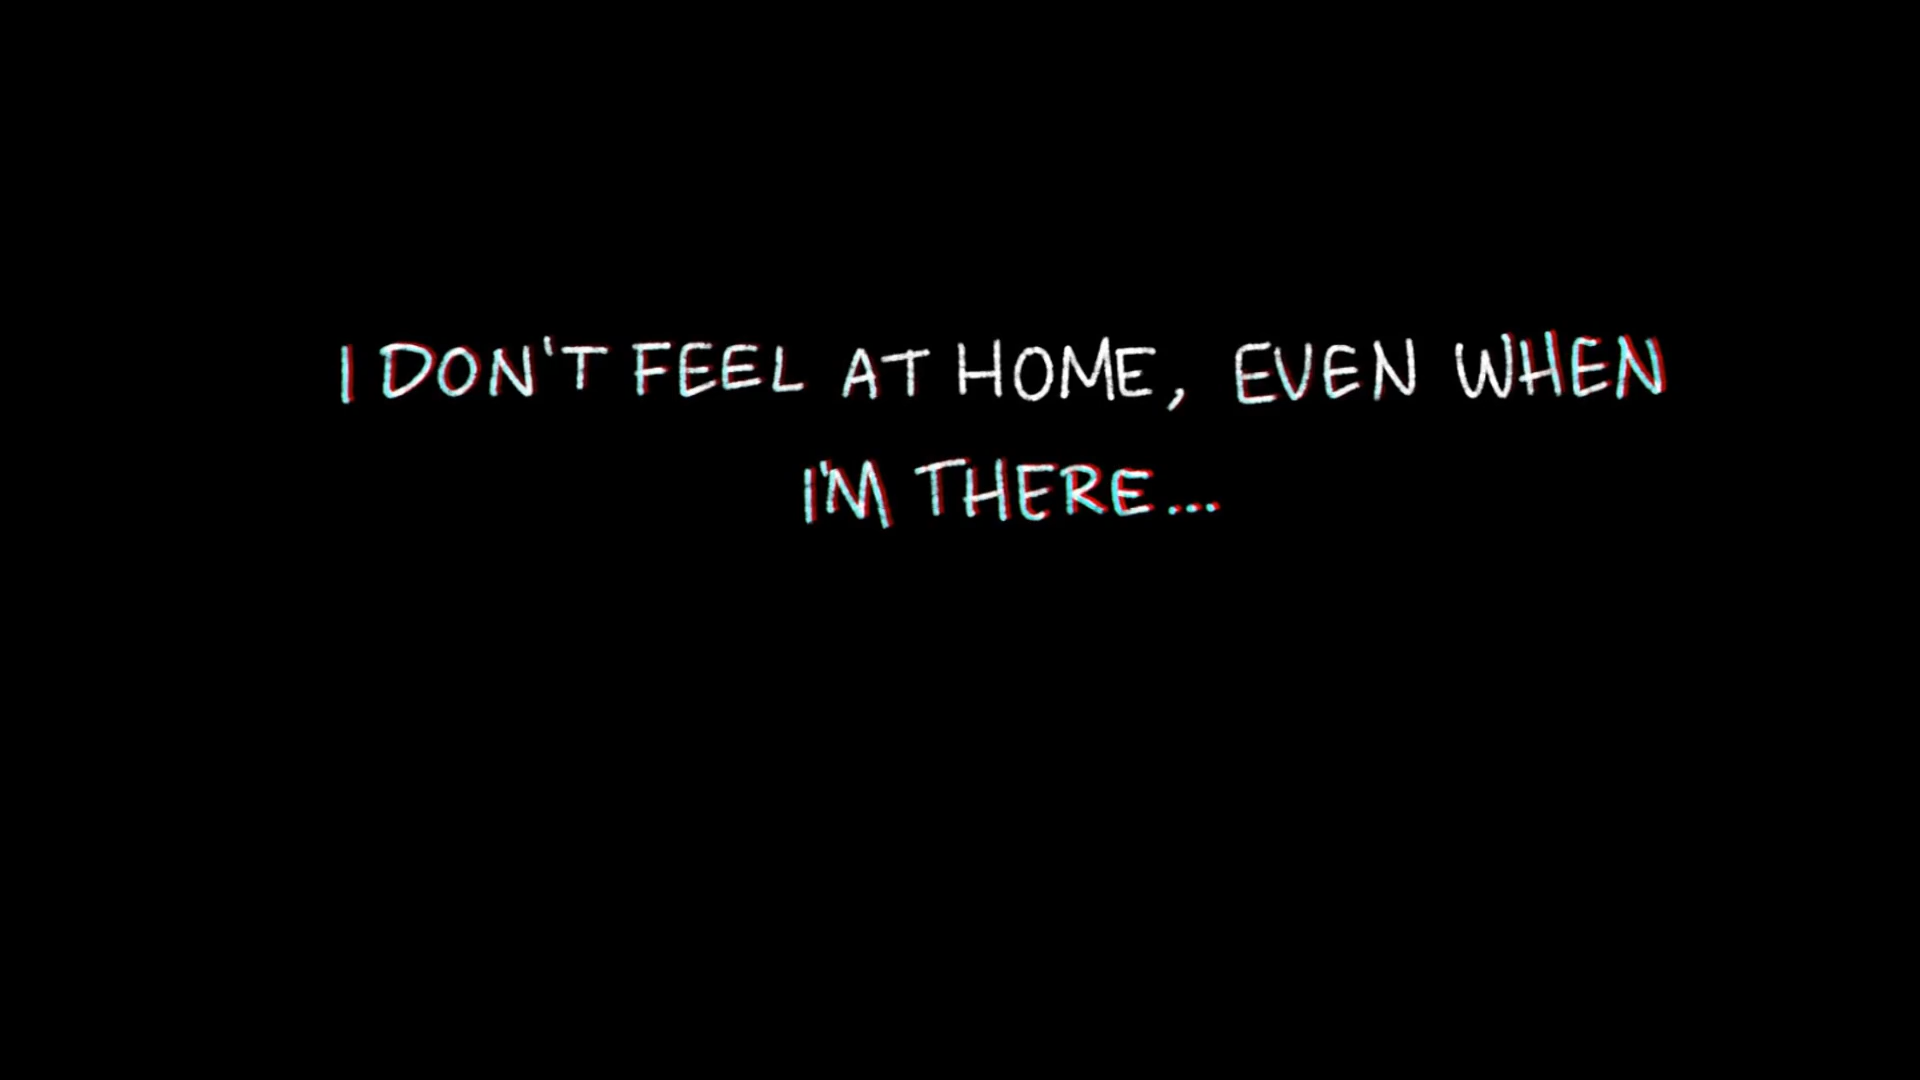 I DON'T FEEL AT HOME, EVEN WHEN
I'M THERE...